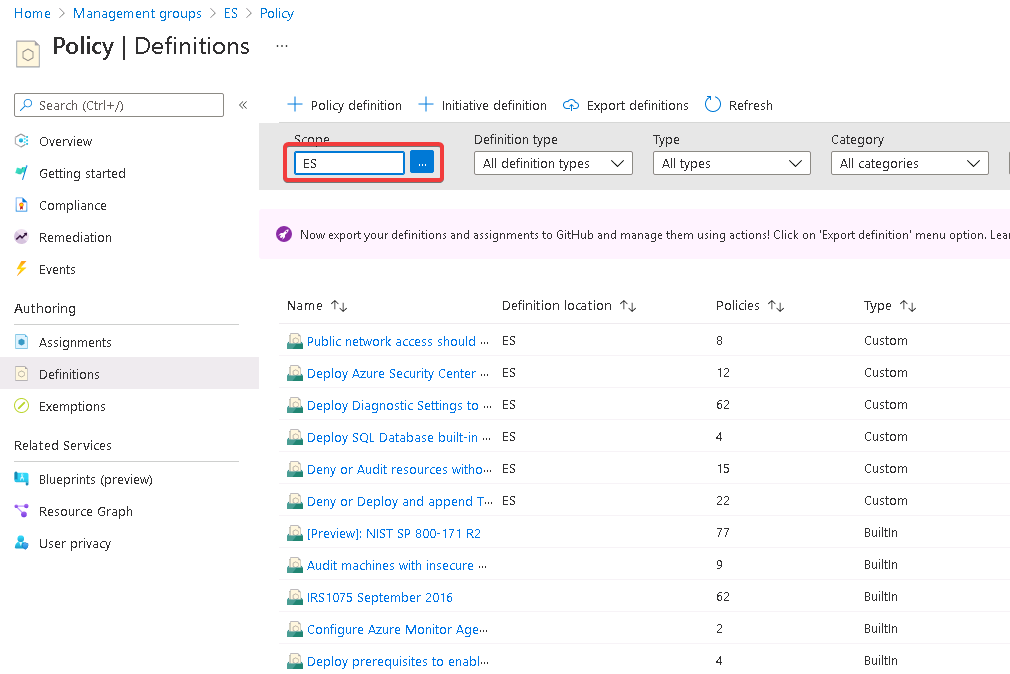 Home > Management groups > ES > Policy
Policy | Definitions ...
Search (Ctrl+/) «
Overview
Getting started
Compliance
Remediation
Events
Authoring
Assignments
Definitions
Exemptions
Related Services
Blueprints (preview)
Resource Graph
User privacy
+ Policy definition + Initiative definition Export definitions Refresh
Scope Definition type Type Category
ES ... All definition types All types All categories
Now export your definitions and assignments to GitHub and manage them using actions! Click on 'Export definition' menu option. Lear
Name ↑↓ Definition location ↑↓ Policies ↑↓ Type ↑↓
Public network access should ... ES 8 Custom
Deploy Azure Security Center ... ES 12 Custom
Deploy Diagnostic Settings to ... ES 62 Custom
Deploy SQL Database built-in ... ES 4 Custom
Deny or Audit resources witho... ES 15 Custom
Deny or Deploy and append T... ES 22 Custom
[Preview]: NIST SP 800-171 R2 77 BuiltIn
Audit machines with insecure ... 9 BuiltIn
IRS1075 September 2016 62 BuiltIn
Configure Azure Monitor Age... 2 BuiltIn
Deploy prerequisites to enabl... 4 BuiltIn